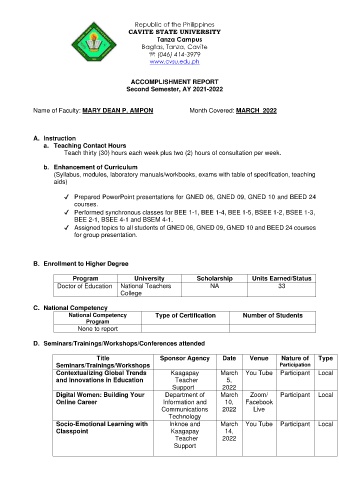 Republic of the Philippines
CAVITE STATE UNIVERSITY
Tanza Campus
Bagtas, Tanza, Cavite
☏ (046) 414-3979
www.cvsu.edu.ph
ACCOMPLISHMENT REPORT
Second Semester, AY 2021-2022
Name of Faculty: MARY DEAN P. AMPON Month Covered: MARCH 2022
A. Instruction
a. Teaching Contact Hours
Teach thirty (30) hours each week plus two (2) hours of consultation per week.
b. Enhancement of Curriculum
(Syllabus, modules, laboratory manuals/workbooks, exams with table of specification, teaching
aids)
✓ Prepared PowerPoint presentations for GNED 06, GNED 09, GNED 10 and BEED 24
courses.
✓ Performed synchronous classes for BEE 1-1, BEE 1-4, BEE 1-5, BSEE 1-2, BSEE 1-3,
BEE 2-1, BSEE 4-1 and BSEM 4-1.
✓ Assigned topics to all students of GNED 06, GNED 09, GNED 10 and BEED 24 courses
for group presentation.
B. Enrollment to Higher Degree
Program University Scholarship Units Earned/Status
Doctor of Education National Teachers NA 33
College
C. National Competency
National Competency Type of Certification Number of Students
Program
None to report
D. Seminars/Trainings/Workshops/Conferences attended
Title Sponsor Agency Date Venue Nature of Type
Seminars/Trainings/Workshops Participation
Contextualizing Global Trends Kaagapay March You Tube Participant Local
and Innovations in Education Teacher 5,
Support 2022
Digital Women: Building Your Department of March Zoom/ Participant Local
Online Career Information and 10, Facebook
Communications 2022 Live
Technology
Socio-Emotional Learning with Inknoe and March You Tube Participant Local
Classpoint Kaagapay 14,
Teacher 2022
Support